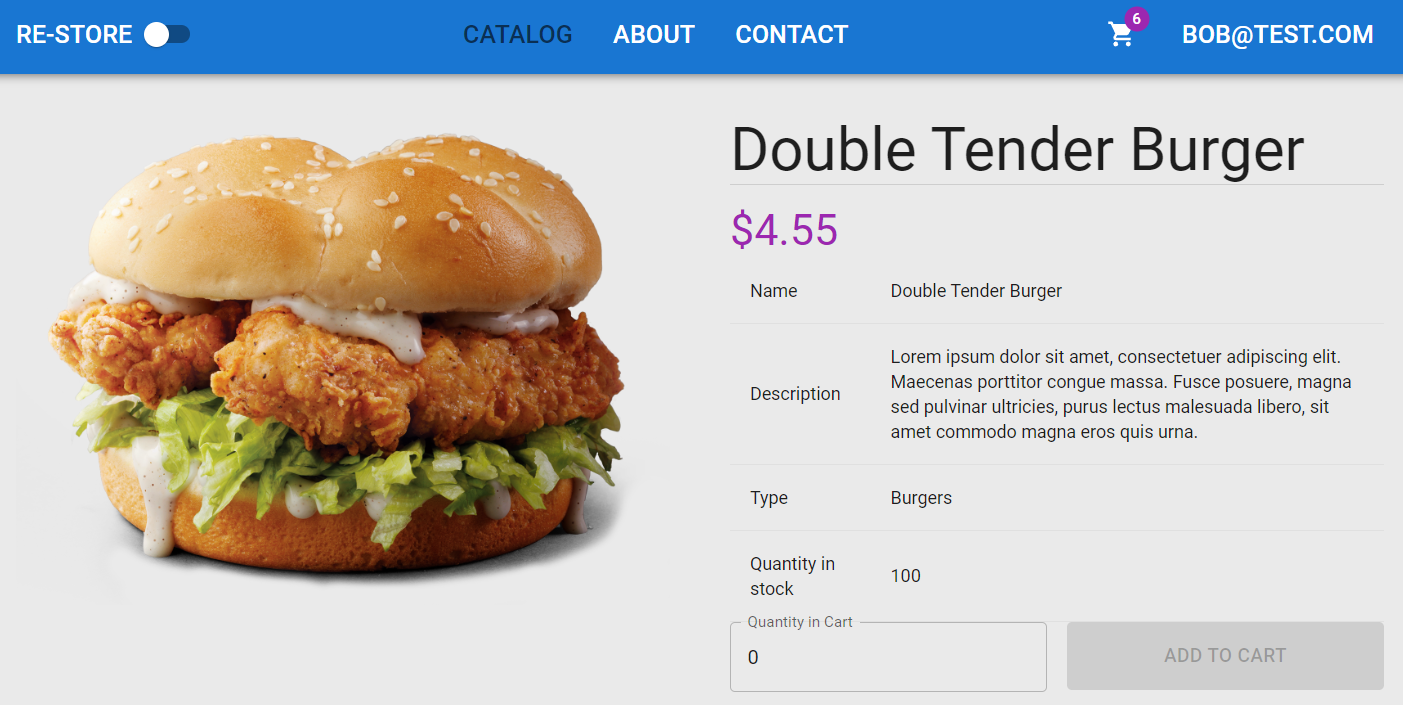 RE-STORE
CATALOG
ABOUT
CONTACT
6
BOB@TEST.COM
Double Tender Burger
$4.55
Name
Double Tender Burger
Description
Lorem ipsum dolor sit amet, consectetuer adipiscing elit.
Maecenas porttitor congue massa. Fusce posuere, magna
sed pulvinar ultricies, purus lectus malesuada libero, sit
amet commodo magna eros quis urna.
Type
Burgers
Quantity in
stock
100
Quantity in Cart
0
ADD TO CART